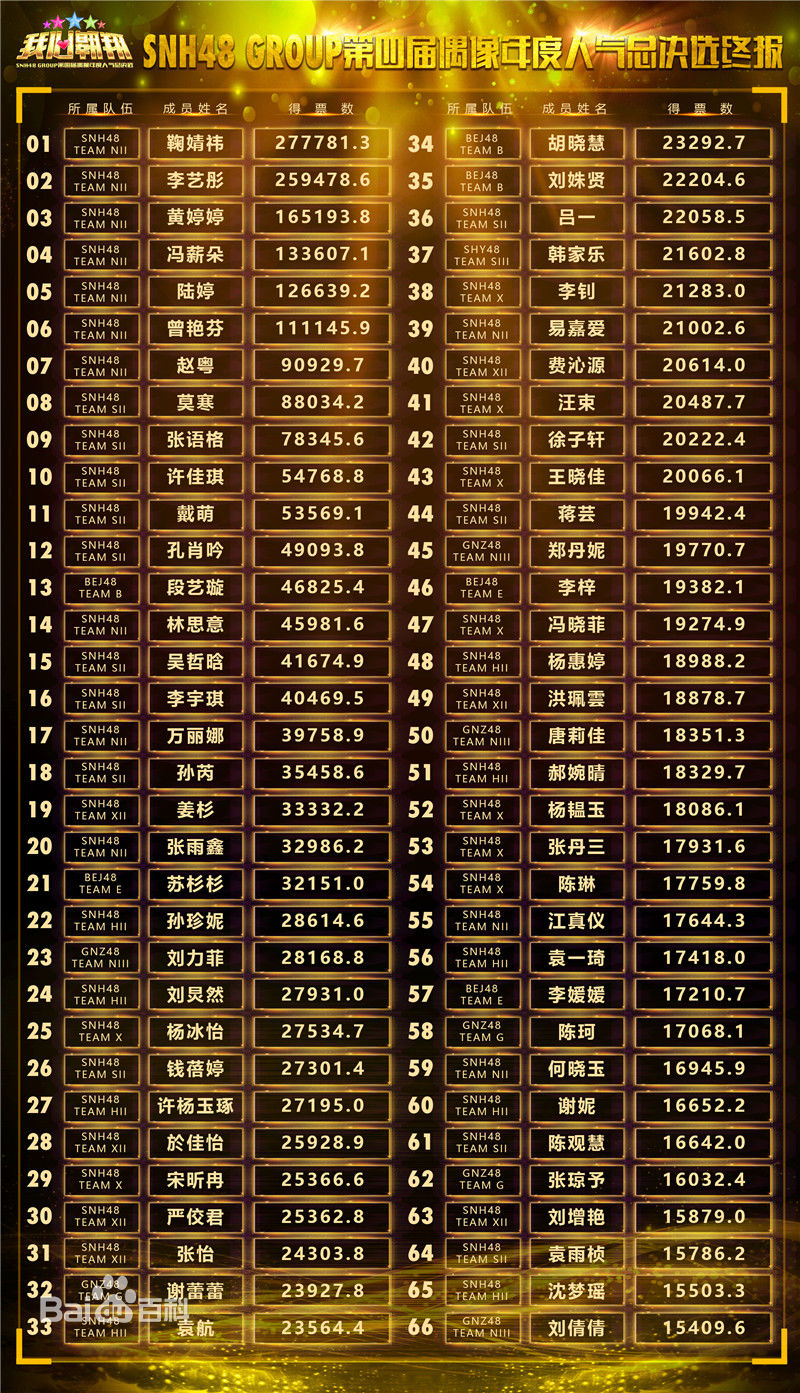 我们翱翔
SNH48 GROUP第四届偶像年度人气总决选
SNH48 GROUP第四届偶像年度人气总决选终报
所属队伍 成员姓名 得票数 所属队伍 成员姓名 得票数
01 SNH48 TEAM NII 鞠婧祎 277781.3
02 SNH48 TEAM NII 李艺彤 259478.6
03 SNH48 TEAM NII 黄婷婷 165193.8
04 SNH48 TEAM NII 冯薪朵 133607.1
05 SNH48 TEAM NII 陆婷 126639.2
06 SNH48 TEAM NII 曾艳芬 111145.9
07 SNH48 TEAM NII 赵粤 90929.7
08 SNH48 TEAM SII 莫寒 88034.2
09 SNH48 TEAM SII 张语格 78345.6
10 SNH48 TEAM SII 许佳琪 54768.8
11 SNH48 TEAM SII 戴萌 53569.1
12 SNH48 TEAM SII 孔肖吟 49093.8
13 BEJ48 TEAM B 段艺璇 46825.4
14 SNH48 TEAM NII 林思意 45981.6
15 SNH48 TEAM SII 吴哲晗 41674.9
16 SNH48 TEAM SII 李宇琪 40469.5
17 SNH48 TEAM NII 万丽娜 39758.9
18 SNH48 TEAM SII 孙芮 35458.6
19 SNH48 TEAM XII 姜杉 33332.2
20 SNH48 TEAM NII 张雨鑫 32986.2
21 BEJ48 TEAM E 苏杉杉 32151.0
22 SNH48 TEAM HII 孙珍妮 28614.6
23 GNZ48 TEAM NIII 刘力菲 28168.8
24 SNH48 TEAM HII 刘炅然 27931.0
25 SNH48 TEAM X 杨冰怡 27534.7
26 SNH48 TEAM SII 钱蓓婷 27301.4
27 SNH48 TEAM HII 许杨玉琢 27195.0
28 SNH48 TEAM XII 於佳怡 25928.9
29 SNH48 TEAM X 宋昕冉 25366.6
30 SNH48 TEAM XII 严佼君 25362.8
31 SNH48 TEAM XII 张怡 24303.8
32 GNZ48 TEAM G 谢蕾蕾 23927.8
33 SNH48 TEAM HII 袁航 23564.4
34 BEJ48 TEAM B 胡晓慧 23292.7
35 BEJ48 TEAM B 刘姝贤 22204.6
36 SNH48 TEAM SII 吕一 22058.5
37 SHY48 TEAM SIII 韩家乐 21602.8
38 SNH48 TEAM X 李钊 21283.0
39 SNH48 TEAM NII 易嘉爱 21002.6
40 SNH48 TEAM XII 费沁源 20614.0
41 SNH48 TEAM X 汪束 20487.7
42 SNH48 TEAM SII 徐子轩 20222.4
43 SNH48 TEAM X 王晓佳 20066.1
44 SNH48 TEAM SII 蒋芸 19942.4
45 GNZ48 TEAM NIII 郑丹妮 19770.7
46 BEJ48 TEAM E 李梓 19382.1
47 SNH48 TEAM X 冯晓菲 19274.9
48 SNH48 TEAM HII 杨惠婷 18988.2
49 SNH48 TEAM XII 洪珮雲 18878.7
50 GNZ48 TEAM NIII 唐莉佳 18351.3
51 SNH48 TEAM HII 郝婉晴 18329.7
52 SNH48 TEAM X 杨韫玉 18086.1
53 SNH48 TEAM X 张丹三 17931.6
54 SNH48 TEAM X 陈琳 17759.8
55 SNH48 TEAM NII 江真仪 17644.3
56 SNH48 TEAM HII 袁一琦 17418.0
57 BEJ48 TEAM E 李媛媛 17210.7
58 GNZ48 TEAM G 陈珂 17068.1
59 SNH48 TEAM NII 何晓玉 16945.9
60 SNH48 TEAM HII 谢妮 16652.2
61 SNH48 TEAM SII 陈观慧 16642.0
62 GNZ48 TEAM G 张琼予 16032.4
63 SNH48 TEAM XII 刘增艳 15879.0
64 SNH48 TEAM SII 袁雨桢 15786.2
65 SNH48 TEAM HII 沈梦瑶 15503.3
66 GNZ48 TEAM NIII 刘倩倩 15409.6
Bai百科